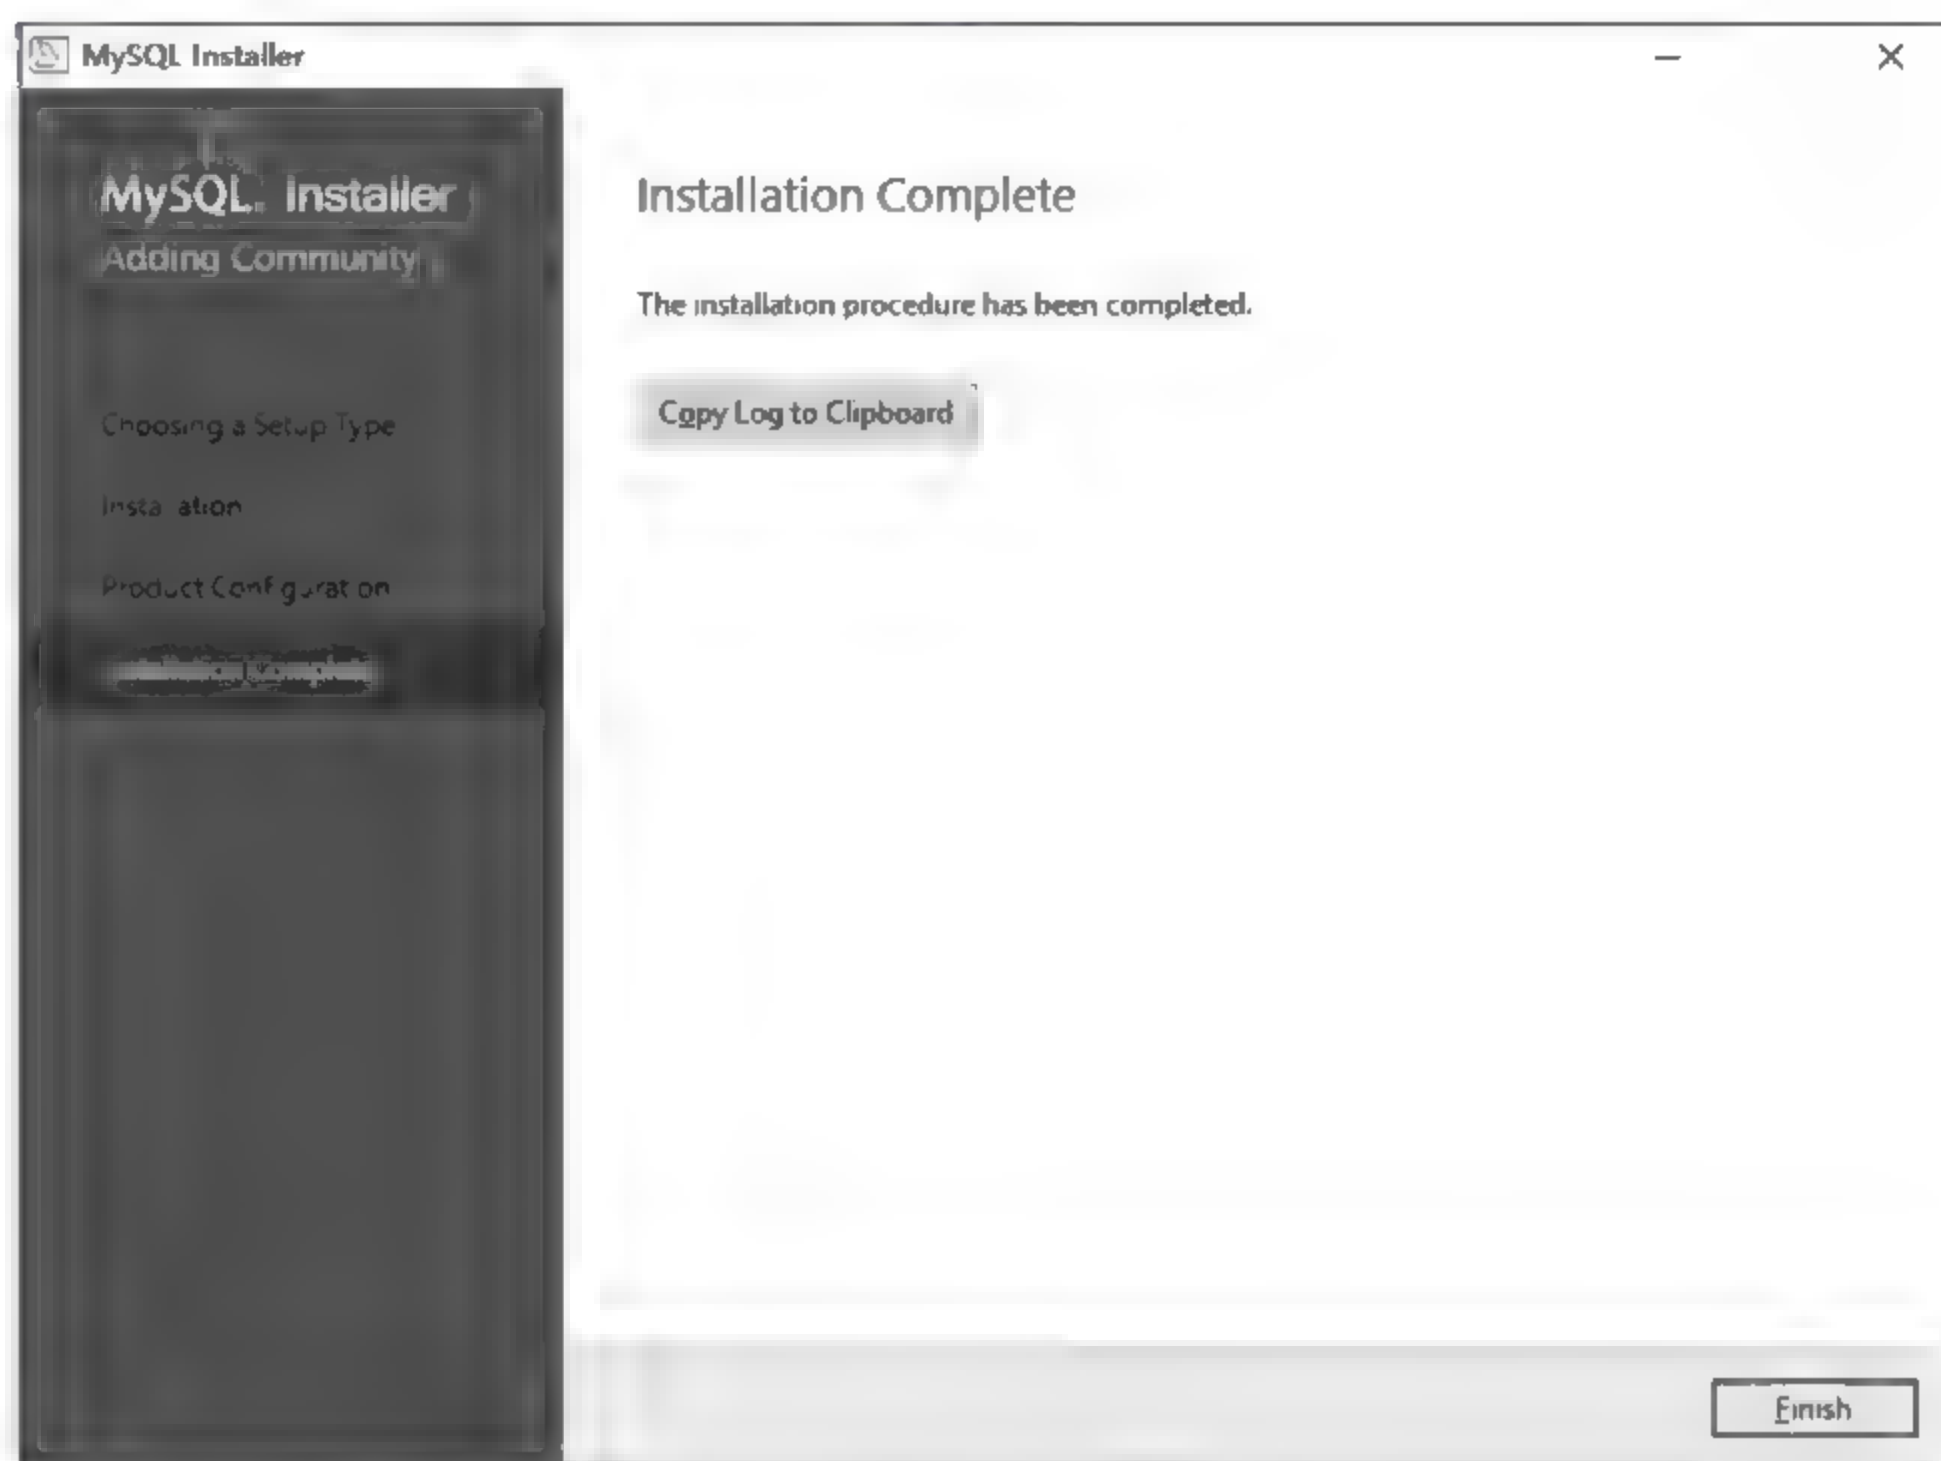 MySQL Installer
MySQL. Installer
Adding Community
Choosing a Setup Type
Installation
Product Configuration
Installation Complete
The installation procedure has been completed.
Copy Log to Clipboard
Finish